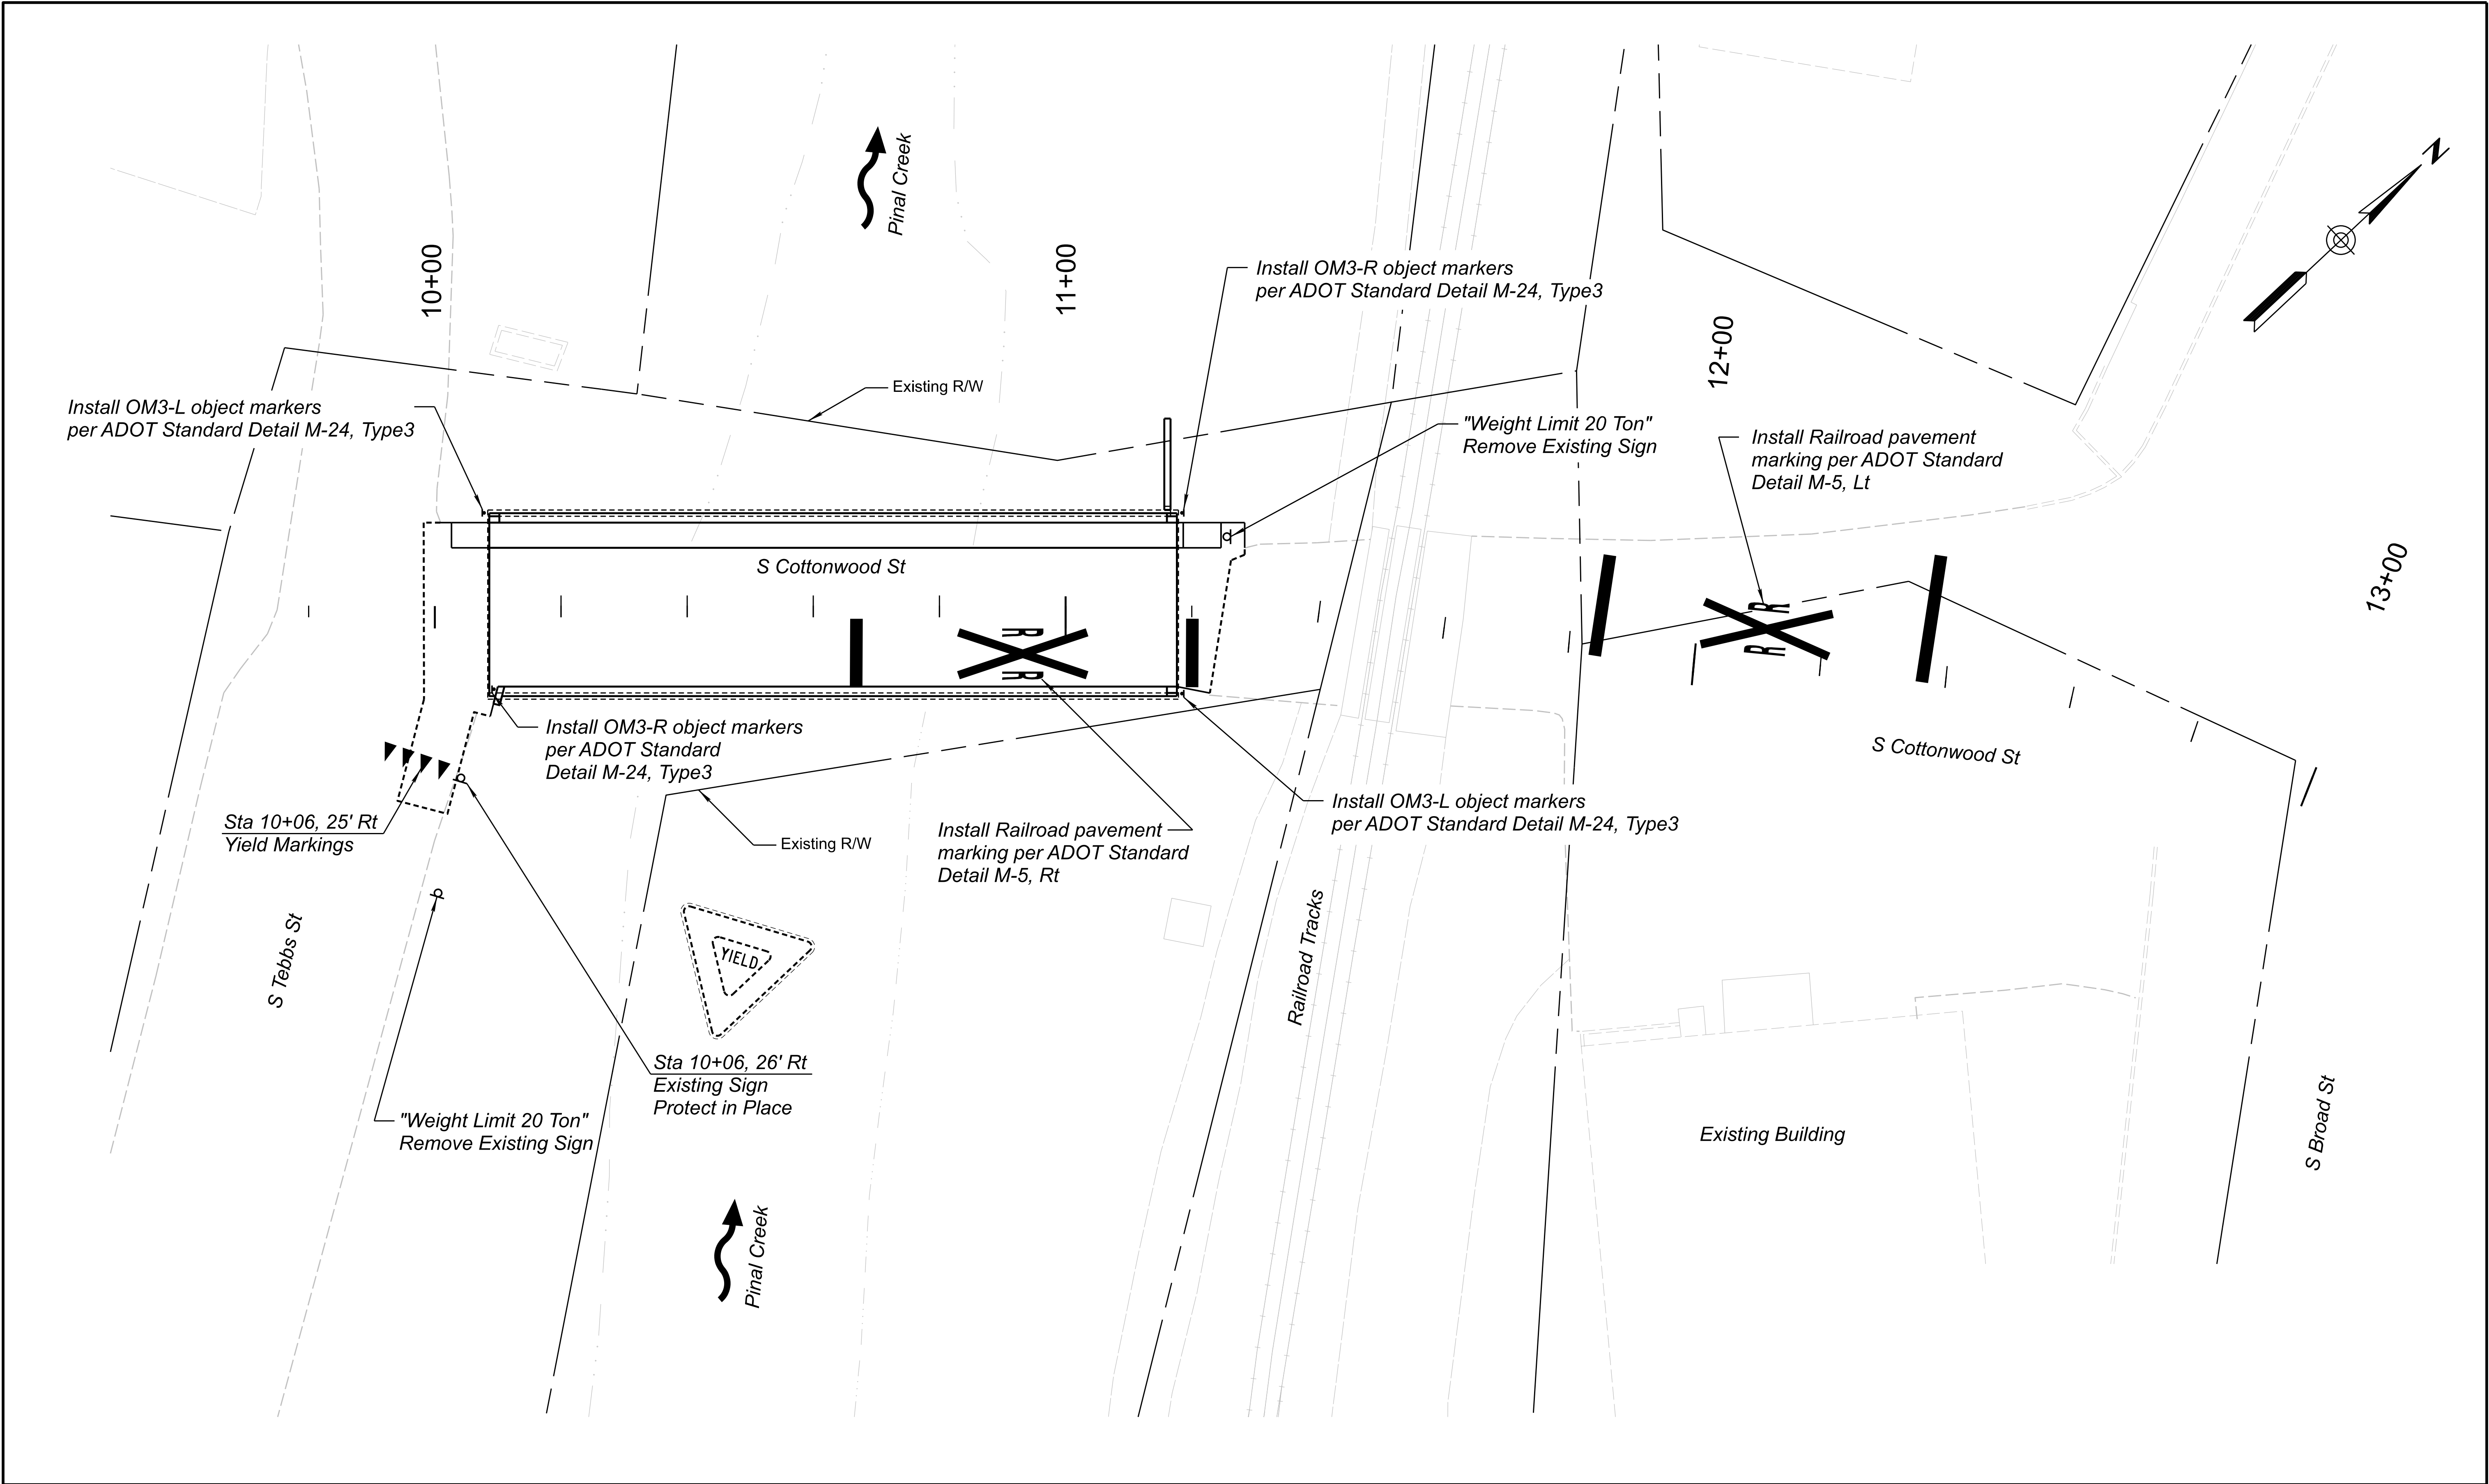 N
Pinal Creek
10+00
11+00
12+00
13+00
Install OM3-R object markers
per ADOT Standard Detail M-24, Type3
Existing R/W
Install OM3-L object markers
per ADOT Standard Detail M-24, Type3
"Weight Limit 20 Ton"
Remove Existing Sign
Install Railroad pavement
marking per ADOT Standard
Detail M-5, Lt
S Cottonwood St
R
R
R
R
Install OM3-R object markers
per ADOT Standard
Detail M-24, Type3
S Cottonwood St
Sta 10+06, 25' Rt
Yield Markings
Existing R/W
Install Railroad pavement
marking per ADOT Standard
Detail M-5, Rt
Install OM3-L object markers
per ADOT Standard Detail M-24, Type3
S Tebbs St
YIELD
Railroad Tracks
Sta 10+06, 26' Rt
Existing Sign
Protect in Place
"Weight Limit 20 Ton"
Remove Existing Sign
Existing Building
S Broad St
Pinal Creek